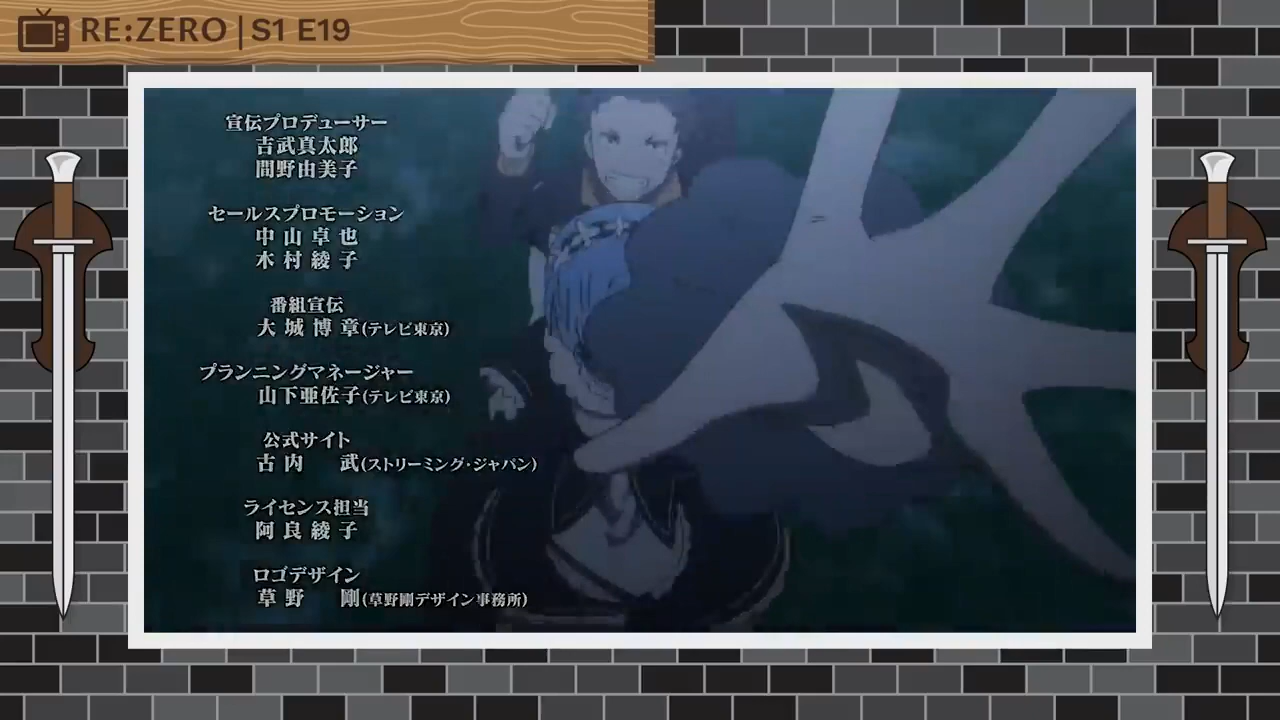 RE:ZERO | S1 E19
宣伝プロデューサー
吉武真太郎
間野由美子
セールスプロモーション
中山卓也
木村綾子
番組宣伝
大城博章(テレビ東京)
プランニングマネージャー
山下亜佐子(テレビ東京)
公式サイト
古内 武(ストリーミング・ジャパン)
ライセンス担当
阿良綾子
ロゴデザイン
草野 剛(草野剛デザイン事務所)